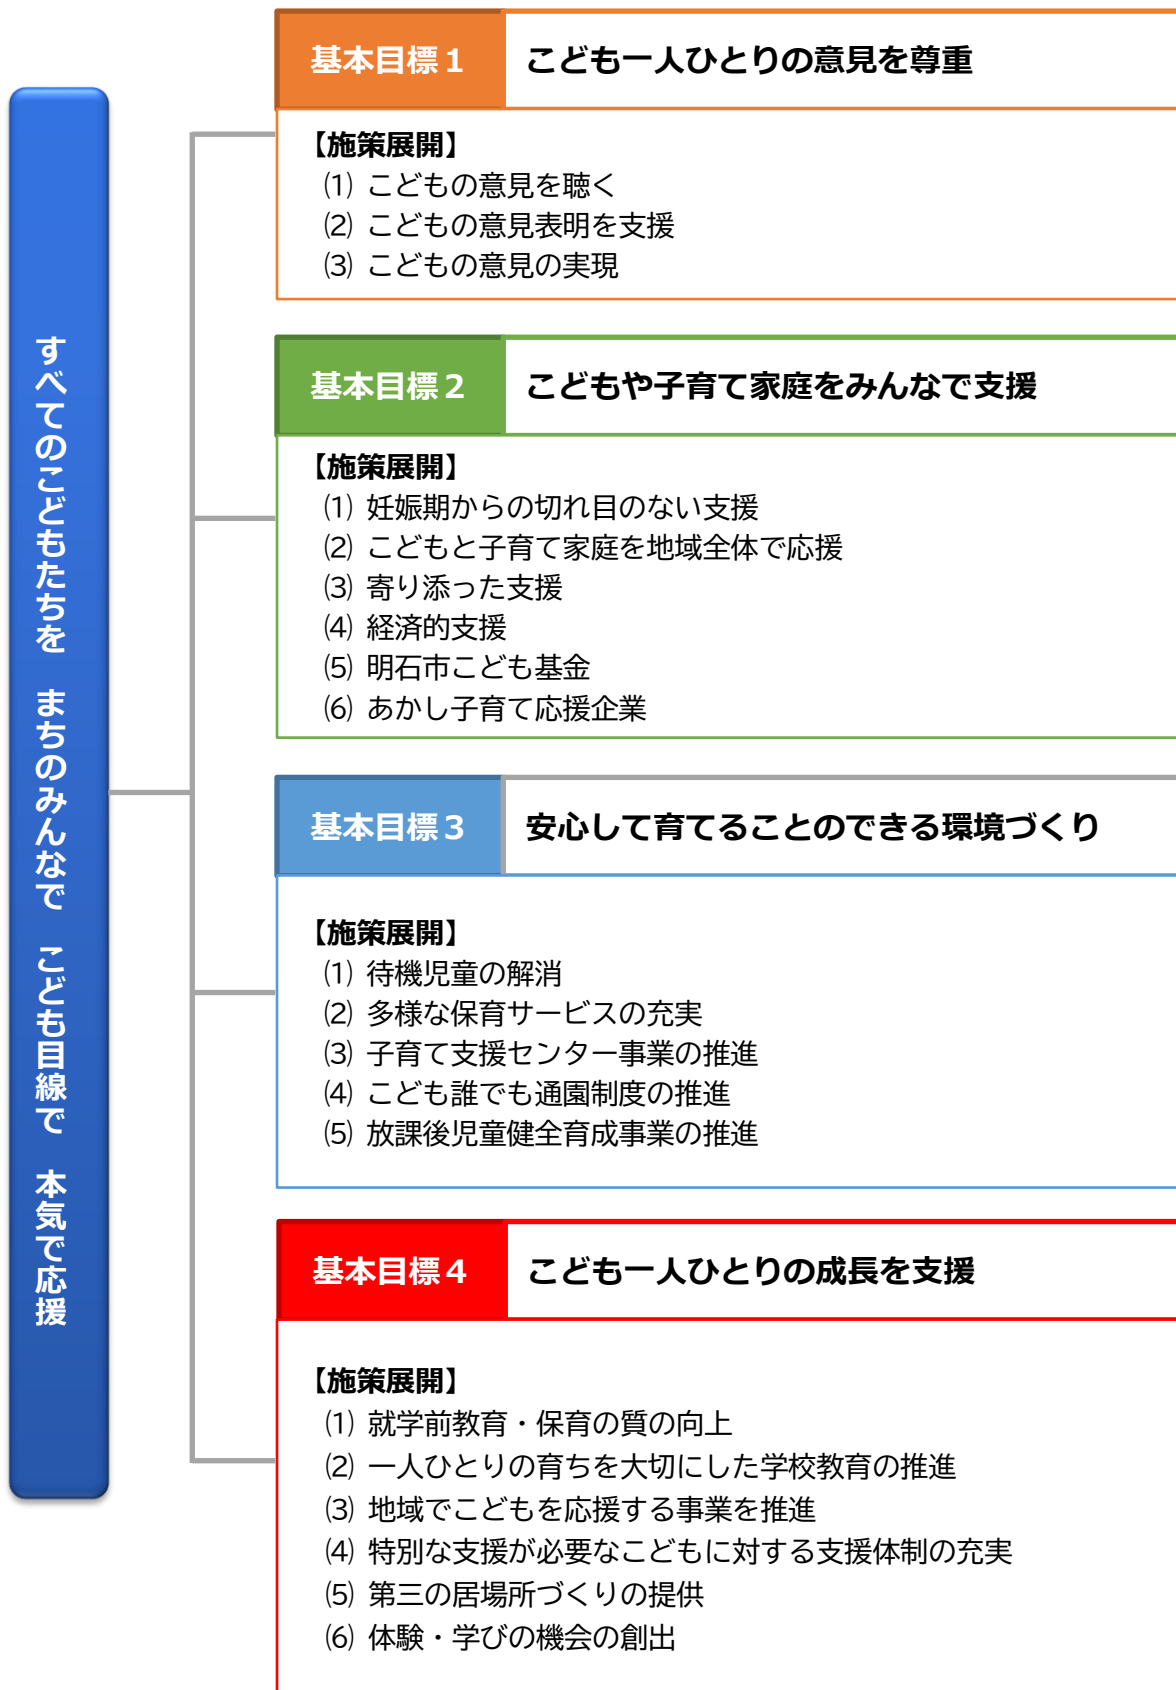 すべてのこどもたちを　まちのみんなで　こども目線で　本気で応援
基本目標１　こども一人ひとりの意見を尊重
【施策展開】
⑴ こどもの意見を聴く
⑵ こどもの意見表明を支援
⑶ こどもの意見の実現
基本目標２　こどもや子育て家庭をみんなで支援
【施策展開】
⑴ 妊娠期からの切れ目のない支援
⑵ こどもと子育て家庭を地域全体で応援
⑶ 寄り添った支援
⑷ 経済的支援
⑸ 明石市こども基金
⑹ あかし子育て応援企業
基本目標３　安心して育てることのできる環境づくり
【施策展開】
⑴ 待機児童の解消
⑵ 多様な保育サービスの充実
⑶ 子育て支援センター事業の推進
⑷ こども誰でも通園制度の推進
⑸ 放課後児童健全育成事業の推進
基本目標４　こども一人ひとりの成長を支援
【施策展開】
⑴ 就学前教育・保育の質の向上
⑵ 一人ひとりの育ちを大切にした学校教育の推進
⑶ 地域でこどもを応援する事業を推進
⑷ 特別な支援が必要なこどもに対する支援体制の充実
⑸ 第三の居場所づくりの提供
⑹ 体験・学びの機会の創出